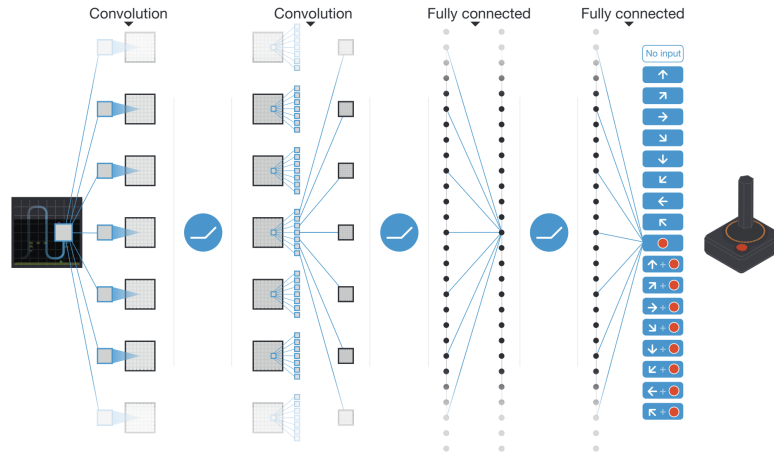 Convolution
Convolution
Fully connected
Fully connected
No input
+
+
+
+
+
+
+
+